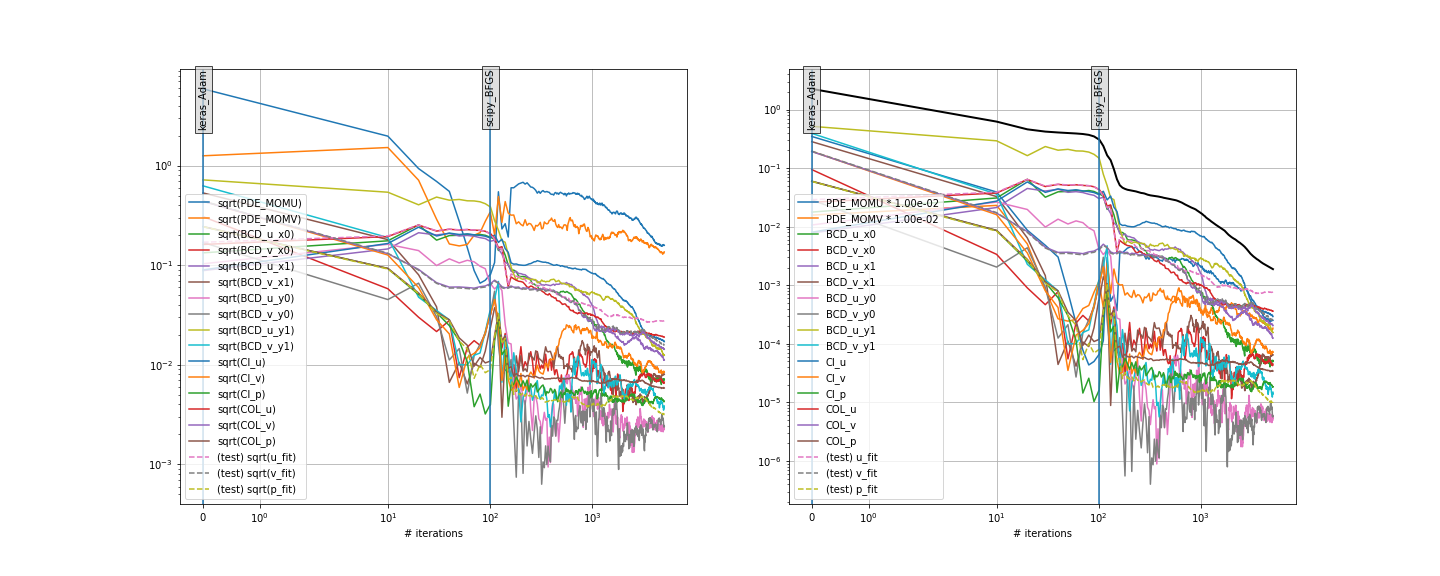 keras_Adam
scipy_BFGS
10⁰
10⁻¹
10⁻²
10⁻³
sqrt(PDE_MOMU)
sqrt(PDE_MOMV)
sqrt(BCD_u_x0)
sqrt(BCD_v_x0)
sqrt(BCD_u_x1)
sqrt(BCD_v_x1)
sqrt(BCD_u_y0)
sqrt(BCD_v_y0)
sqrt(BCD_u_y1)
sqrt(BCD_v_y1)
sqrt(CI_u)
sqrt(CI_v)
sqrt(CI_p)
sqrt(COL_u)
sqrt(COL_v)
sqrt(COL_p)
(test) sqrt(u_fit)
(test) sqrt(v_fit)
(test) sqrt(p_fit)
0 10⁰ 10¹ 10² 10³
# iterations
keras_Adam
scipy_BFGS
10⁰
10⁻¹
10⁻²
10⁻³
10⁻⁴
10⁻⁵
10⁻⁶
PDE_MOMU * 1.00e-02
PDE_MOMV * 1.00e-02
BCD_u_x0
BCD_v_x0
BCD_u_x1
BCD_v_x1
BCD_u_y0
BCD_v_y0
BCD_u_y1
BCD_v_y1
CI_u
CI_v
CI_p
COL_u
COL_v
COL_p
(test) u_fit
(test) v_fit
(test) p_fit
0 10⁰ 10¹ 10² 10³
# iterations